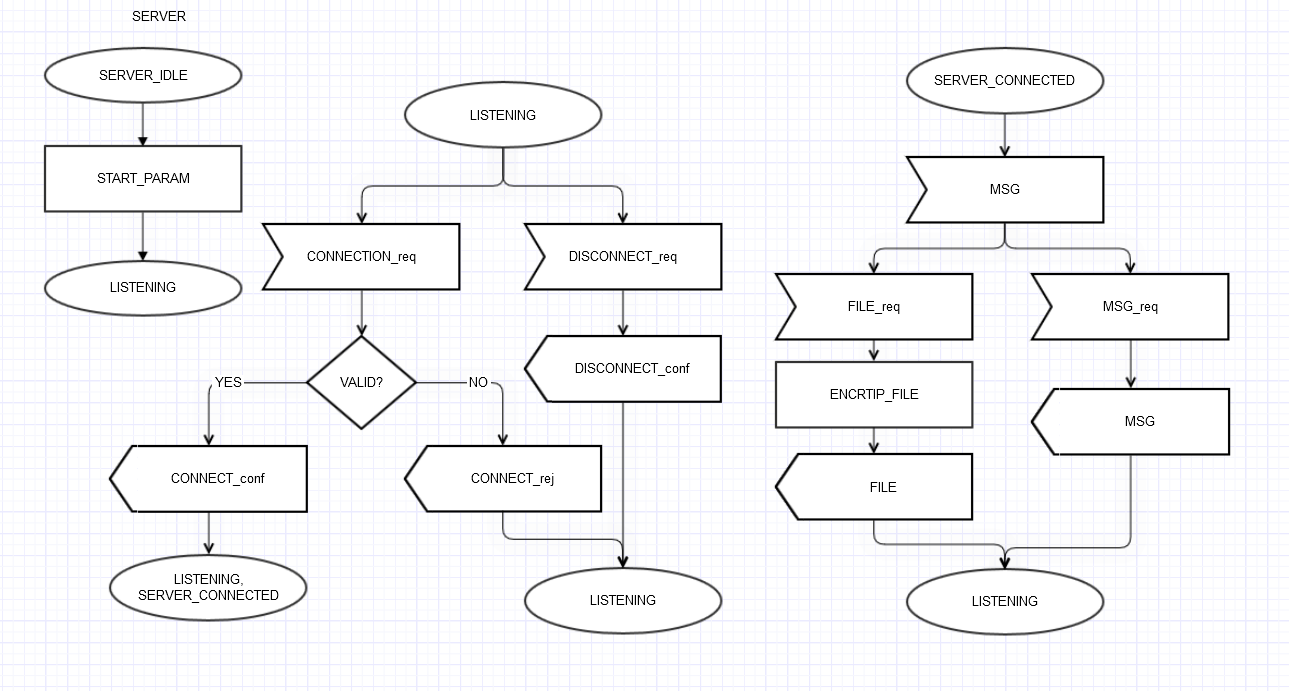 SERVER
SERVER_IDLE
START_PARAM
LISTENING
LISTENING
CONNECTION_req
DISCONNECT_req
VALID?
DISCONNECT_conf
YES
NO
CONNECT_conf
CONNECT_rej
LISTENING,
SERVER_CONNECTED
LISTENING
SERVER_CONNECTED
MSG
FILE_req
MSG_req
ENCRTIP_FILE
MSG
FILE
LISTENING